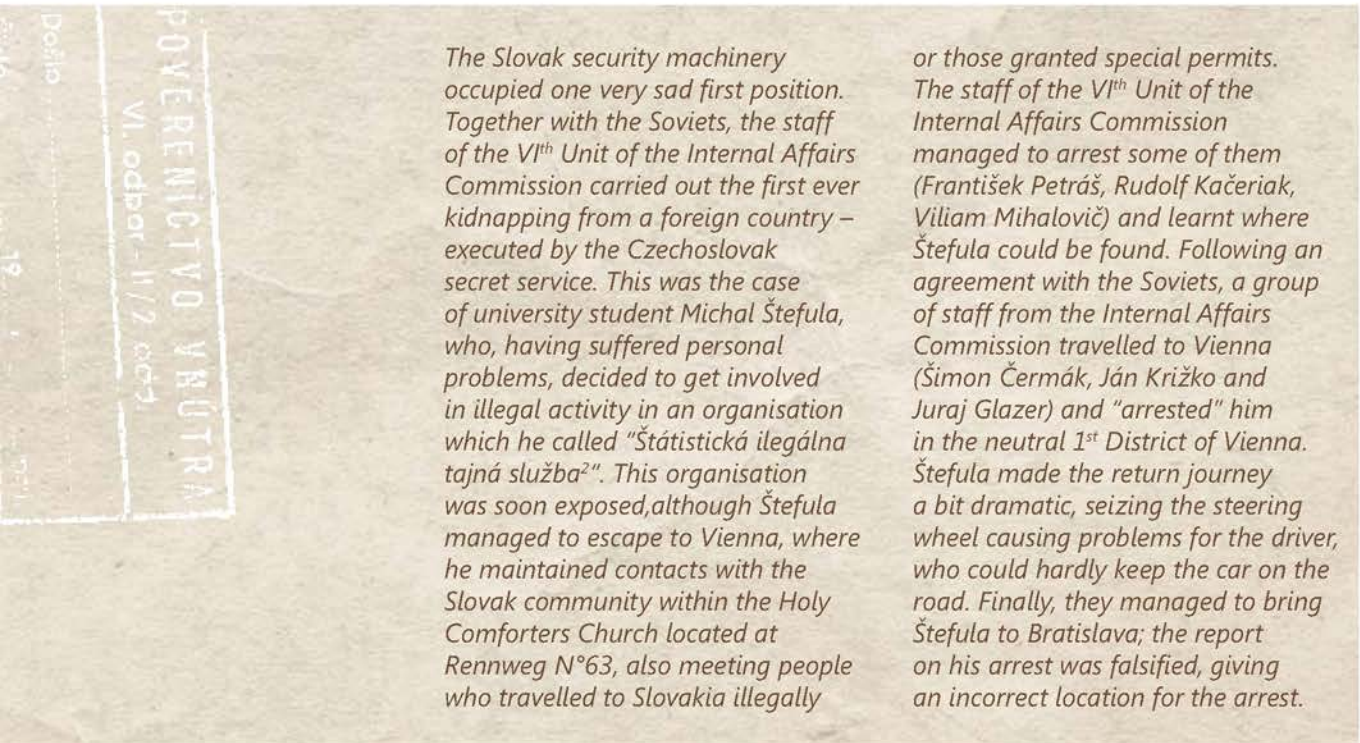 POVERENÍCTVO VNÚTRA
VI. odbor - II/2 odd.
Došlo
19
The Slovak security machinery
occupied one very sad first position.
Together with the Soviets, the staff
of the VIth Unit of the Internal Affairs
Commission carried out the first ever
kidnapping from a foreign country –
executed by the Czechoslovak
secret service. This was the case
of university student Michal Štefula,
who, having suffered personal
problems, decided to get involved
in illegal activity in an organisation
which he called "Štátistická ilegálna
tajná služba2". This organisation
was soon exposed,although Štefula
managed to escape to Vienna, where
he maintained contacts with the
Slovak community within the Holy
Comforters Church located at
Rennweg N°63, also meeting people
who travelled to Slovakia illegally
or those granted special permits.
The staff of the VIth Unit of the
Internal Affairs Commission
managed to arrest some of them
(František Petráš, Rudolf Kačeriak,
Viliam Mihalovič) and learnt where
Štefula could be found. Following an
agreement with the Soviets, a group
of staff from the Internal Affairs
Commission travelled to Vienna
(Šimon Čermák, Ján Križko and
Juraj Glazer) and "arrested" him
in the neutral 1st District of Vienna.
Štefula made the return journey
a bit dramatic, seizing the steering
wheel causing problems for the driver,
who could hardly keep the car on the
road. Finally, they managed to bring
Štefula to Bratislava; the report
on his arrest was falsified, giving
an incorrect location for the arrest.